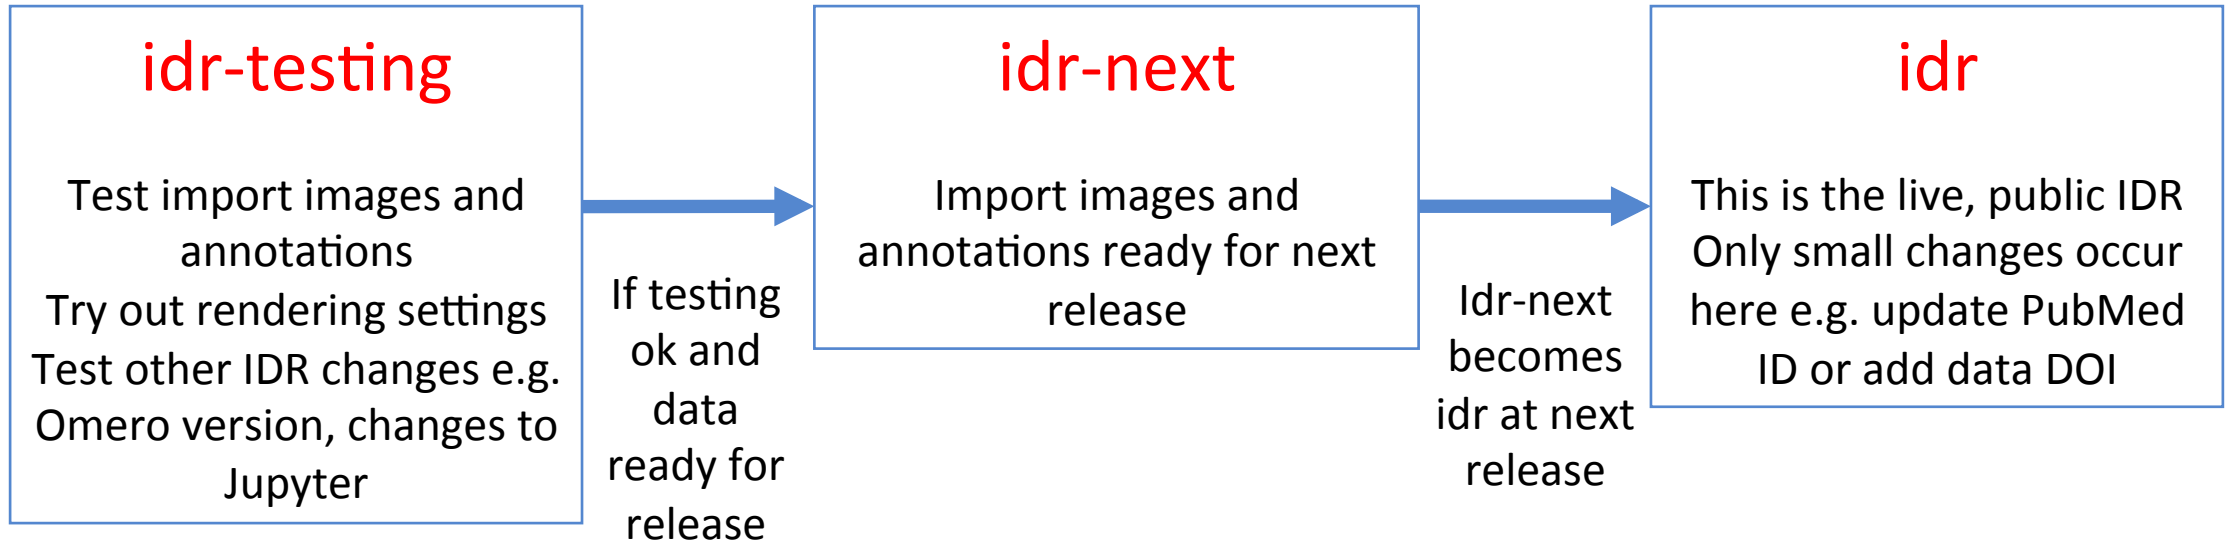 idr-testing
Test import images and
annotations
Try out rendering settings
Test other IDR changes e.g.
Omero version, changes to
Jupyter
If testing
ok and
data
ready for
release
idr-next
Import images and
annotations ready for next
release
Idr-next
becomes
idr at next
release
idr
This is the live, public IDR
Only small changes occur
here e.g. update PubMed
ID or add data DOI